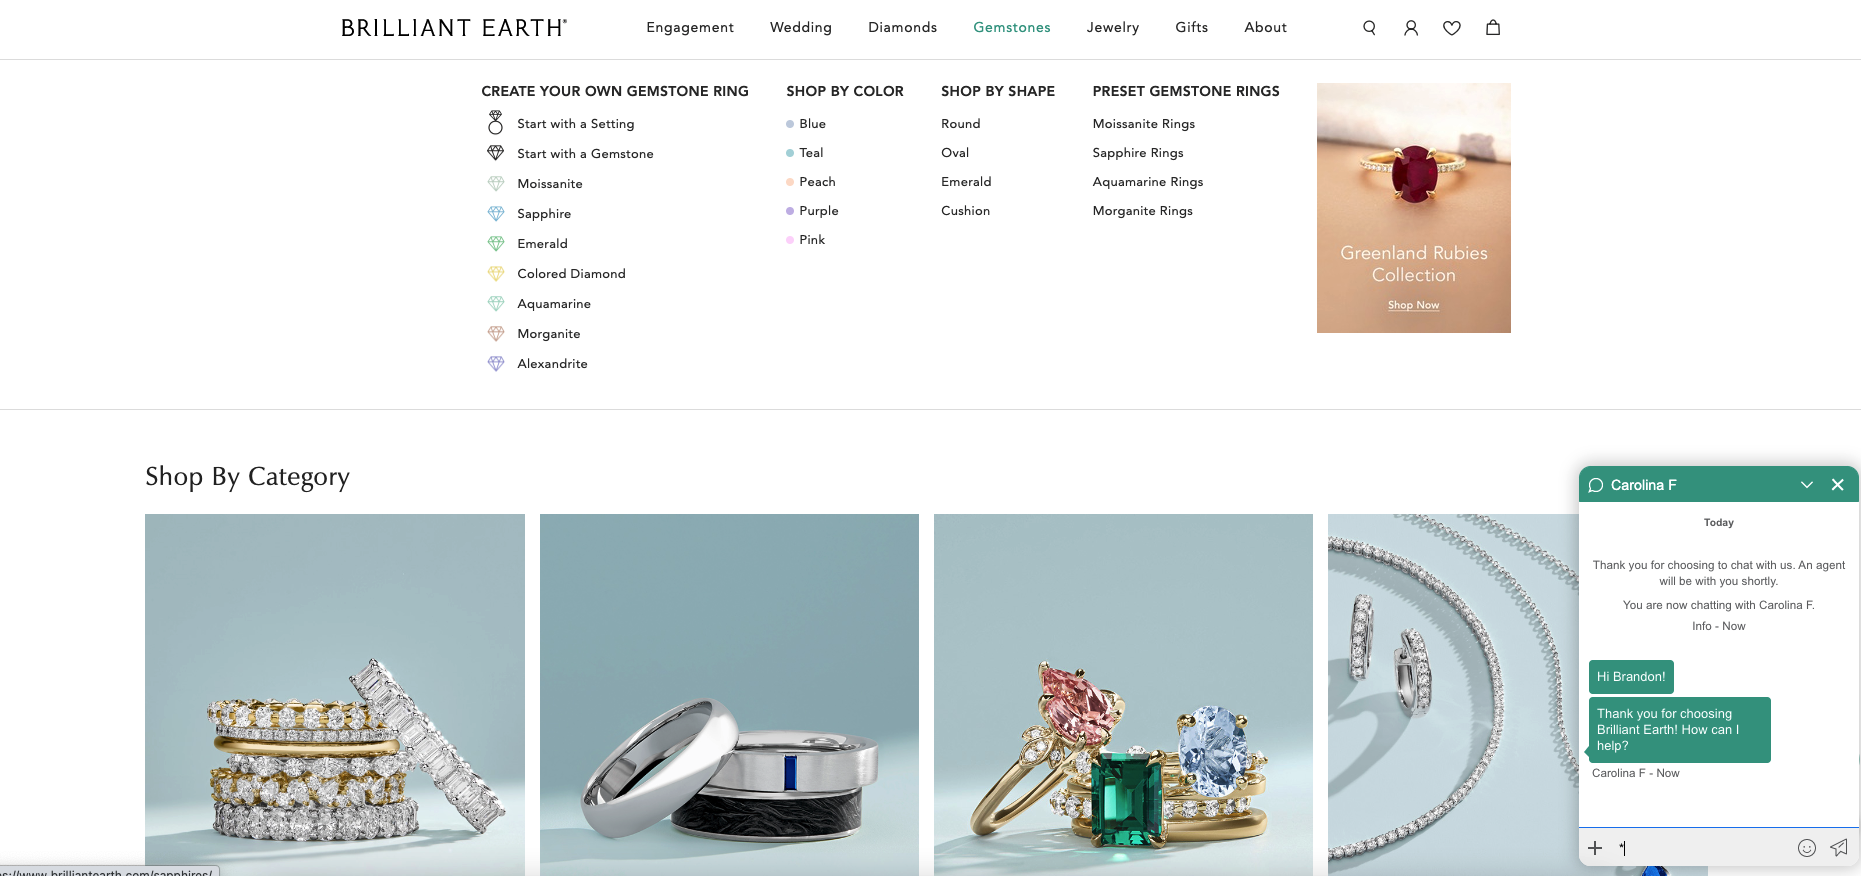 BRILLIANT EARTH®
Engagement
Wedding
Diamonds
Gemstones
Jewelry
Gifts
About
CREATE YOUR OWN GEMSTONE RING
Start with a Setting
Start with a Gemstone
Moissanite
Sapphire
Emerald
Colored Diamond
Aquamarine
Morganite
Alexandrite
SHOP BY COLOR
Blue
Teal
Peach
Purple
Pink
SHOP BY SHAPE
Round
Oval
Emerald
Cushion
PRESET GEMSTONE RINGS
Moissanite Rings
Sapphire Rings
Aquamarine Rings
Morganite Rings
Greenland Rubies
Collection
Shop Now
Shop By Category
Carolina F
Today
Thank you for choosing to chat with us. An agent
will be with you shortly.
You are now chatting with Carolina F.
Info - Now
Hi Brandon!
Thank you for choosing
Brilliant Earth! How can I
help?
Carolina F - Now
*
s://www.brilliantearth.com/sapphires/